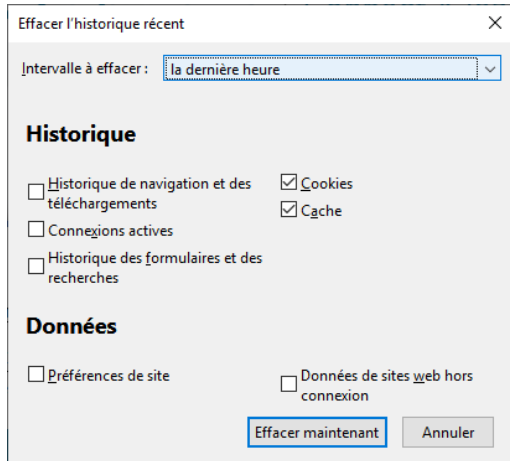 Effacer l'historique récent
Intervalle à effacer : la dernière heure
Historique
Historique de navigation et des
téléchargements
Cookies
Cache
Connexions actives
Historique des formulaires et des
recherches
Données
Préférences de site
Données de sites web hors
connexion
Effacer maintenant
Annuler